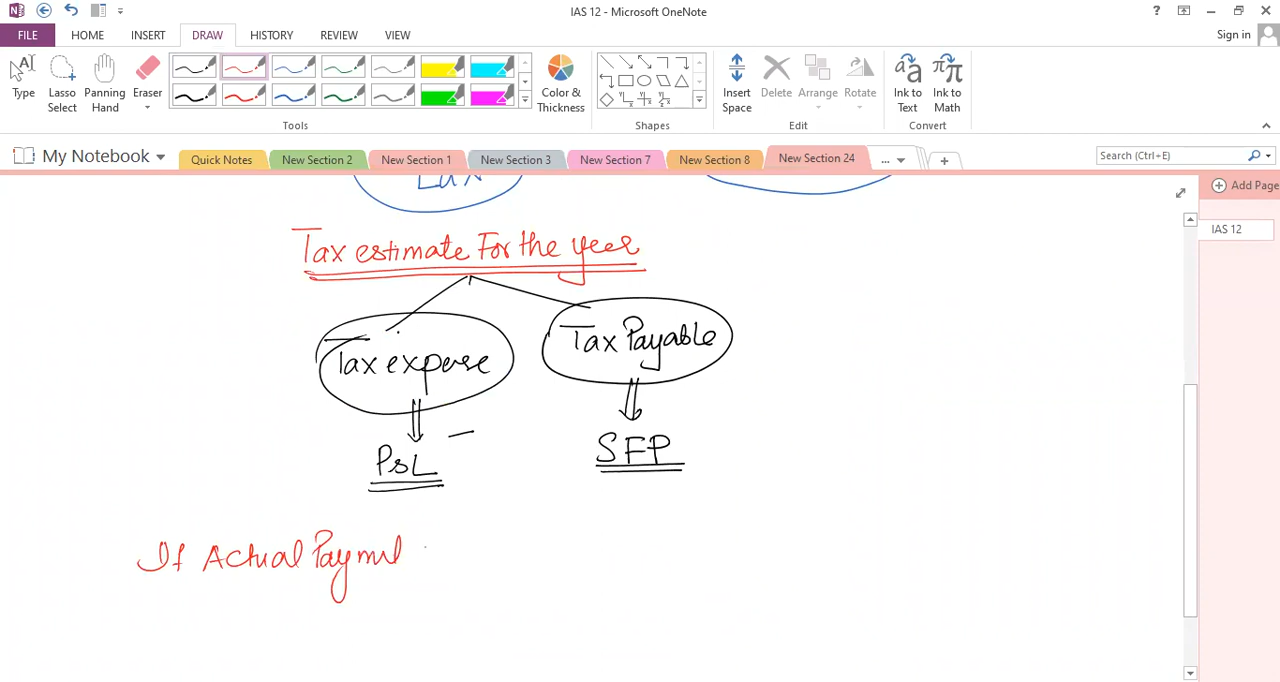 IAS 12 - Microsoft OneNote
FILE HOME INSERT DRAW HISTORY REVIEW VIEW Sign in
Type Lasso Select Panning Hand Eraser Color & Thickness Insert Space Delete Arrange Rotate Ink to Text Ink to Math
Tools Shapes Edit Convert
My Notebook Quick Notes New Section 2 New Section 1 New Section 3 New Section 7 New Section 8 New Section 24 ... + Search (Ctrl+E)
Add Page
IAS 12
Tax estimate For the year
Tax expense Tax Payable
PsL SFP
If Actual Payment